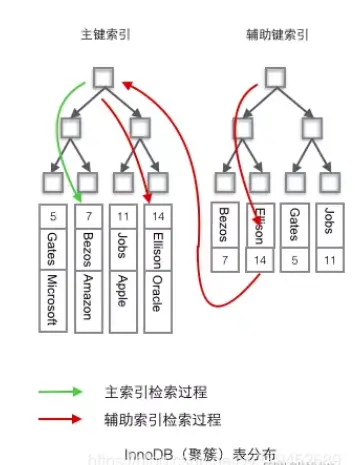 主键索引
辅助键索引
5
7
11
14
Gates
Bezos
Jobs
Ellison
Microsoft
Amazon
Apple
Oracle
Bezos
Ellison
Gates
Jobs
7
14
5
11
主索引检索过程
辅助索引检索过程
InnoDB（聚簇）表分布